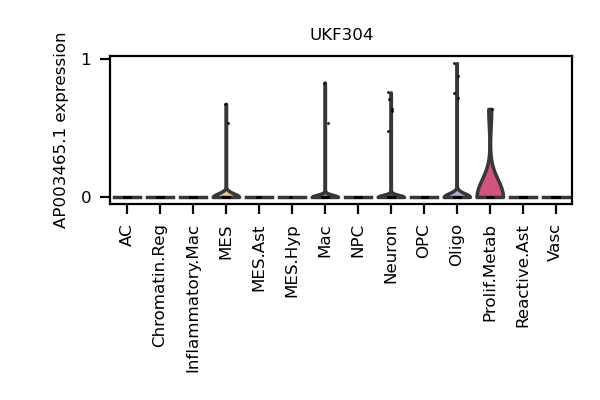 UKF304
AP003465.1 expression
1
0
AC
Chromatin.Reg
Inflammatory.Mac
MES
MES.Ast
MES.Hyp
Mac
NPC
Neuron
OPC
Oligo
Prolif.Metab
Reactive.Ast
Vasc